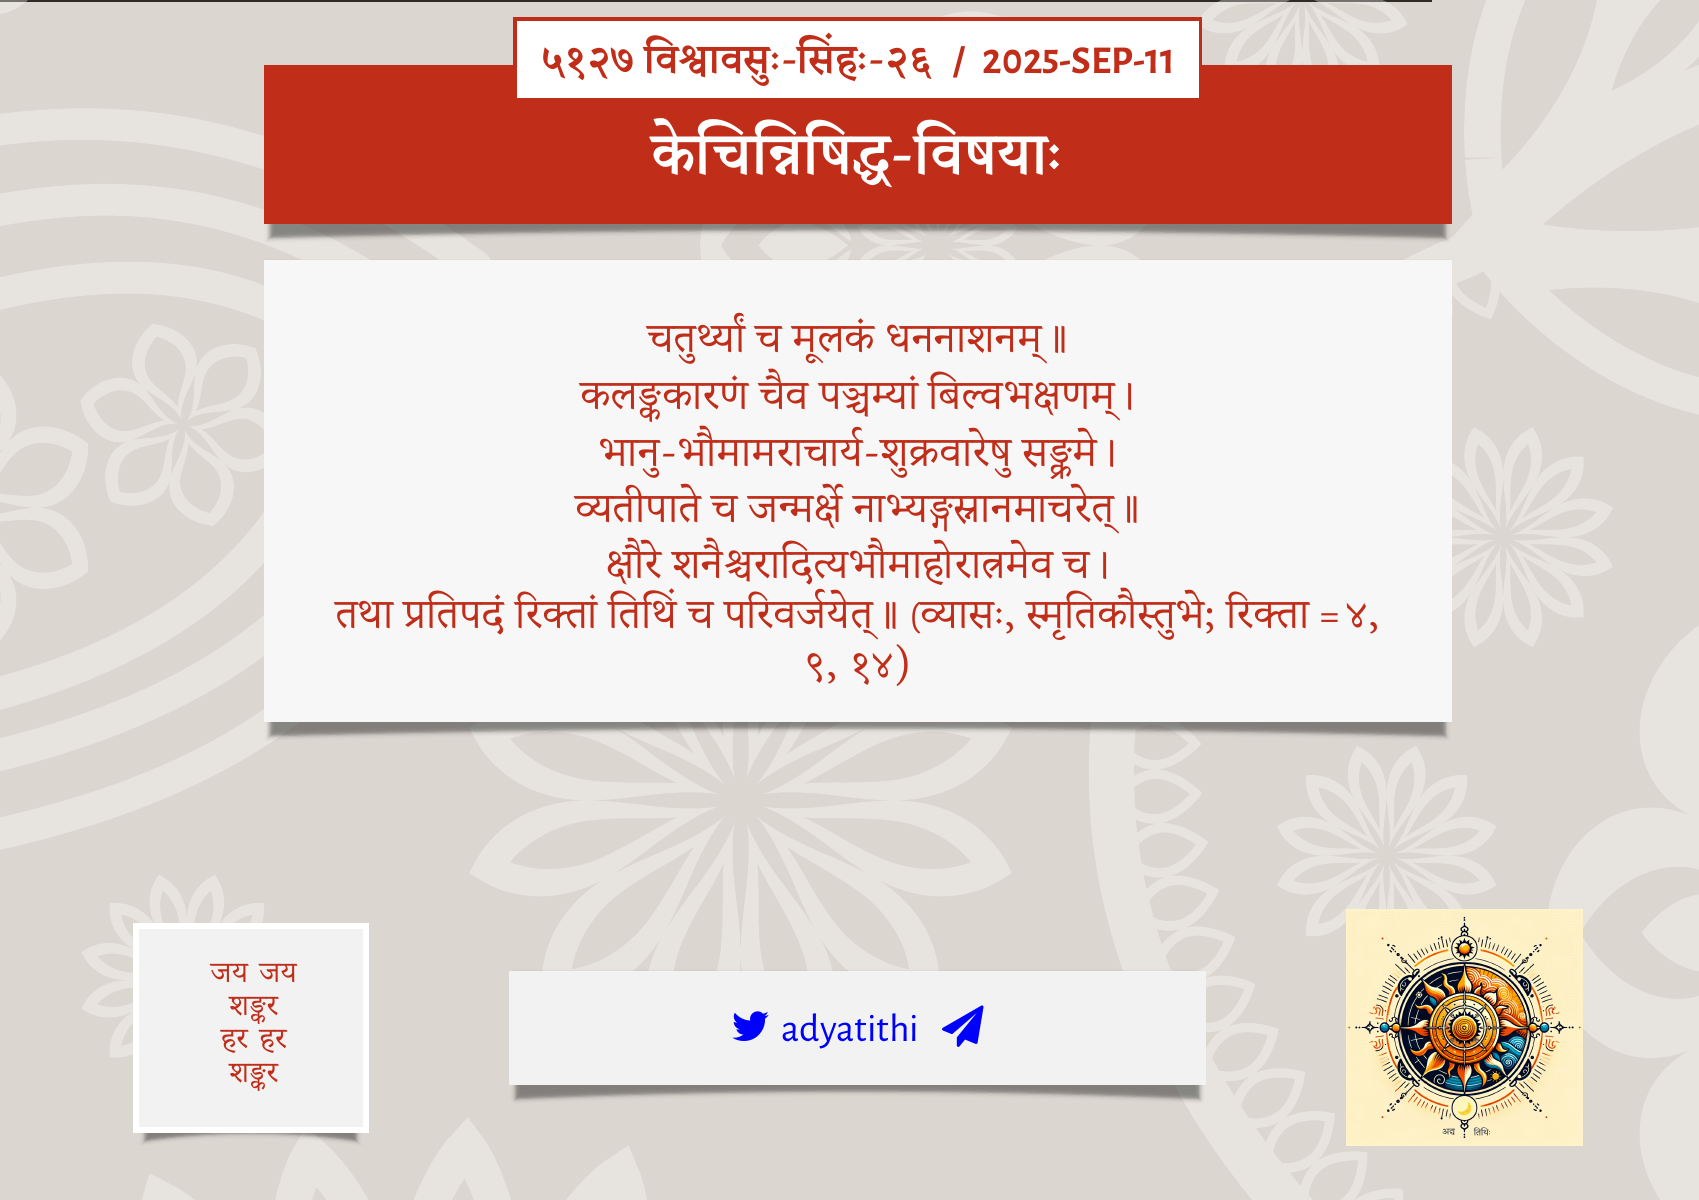 ५१२७ विश्वावसुः-सिंहः-२६ / 2025-SEP-11
केचिन्निषिद्ध-विषयाः
चतुर्थ्यां च मूलकं धननाशनम्॥
कलङ्ककारणं चैव पञ्चम्यां बिल्वभक्षणम्।
भानु-भौमामराचार्य-शुक्रवारेषु सङ्क्रमे।
व्यतीपाते च जन्मर्क्षे नाभ्यङ्गस्नानमाचरेत्॥
क्षौरे शनैश्चरादित्यभौमाहोरात्रमेव च।
तथा प्रतिपदं रिक्तां तिथिं च परिवर्जयेत्॥ (व्यासः, स्मृतिकौस्तुभे; रिक्ता = ४,
९, १४)
जय जय
शङ्कर
हर हर
शङ्कर
adyatithi
अद्य तिथिः